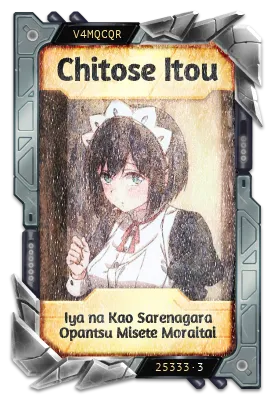 V4MQCQR
Chitose Itou
Iya na Kao Sarenagara
Opantsu Misete Moraitai
25333·3